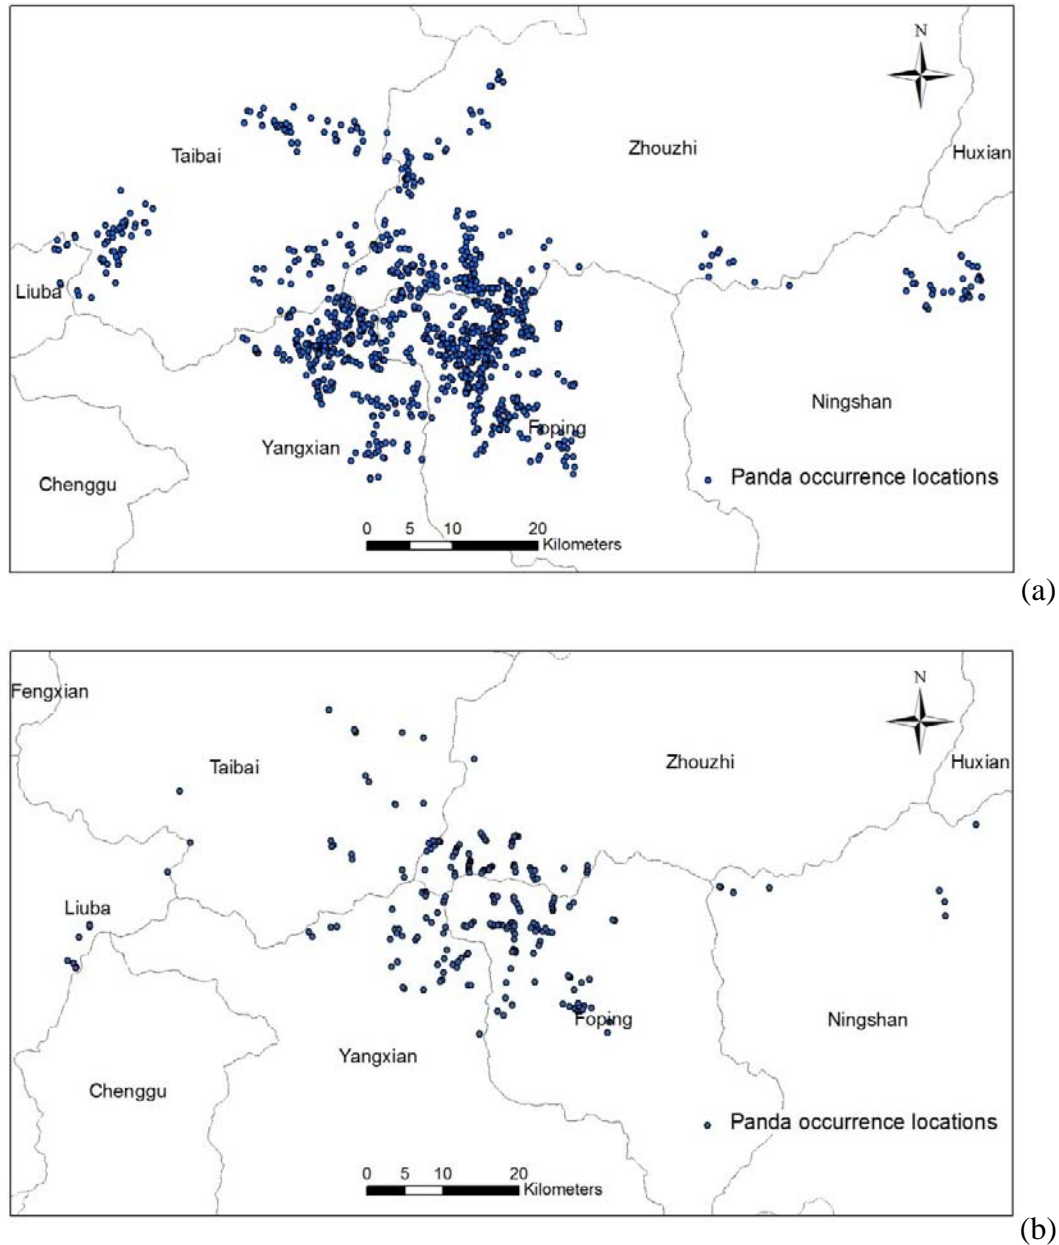 N
Zhouzhi
Huxian
Taibai
Liuba
Ningshan
Foping
Yangxian
Panda occurrence locations
Chenggu
0 5 10 20
Kilometers
(a)
N
Fengxian
Zhouzhi
Huxian
Taibai
Liuba
Foping
Ningshan
Yangxian
Chenggu
Panda occurrence locations
0 5 10 20
Kilometers
(b)